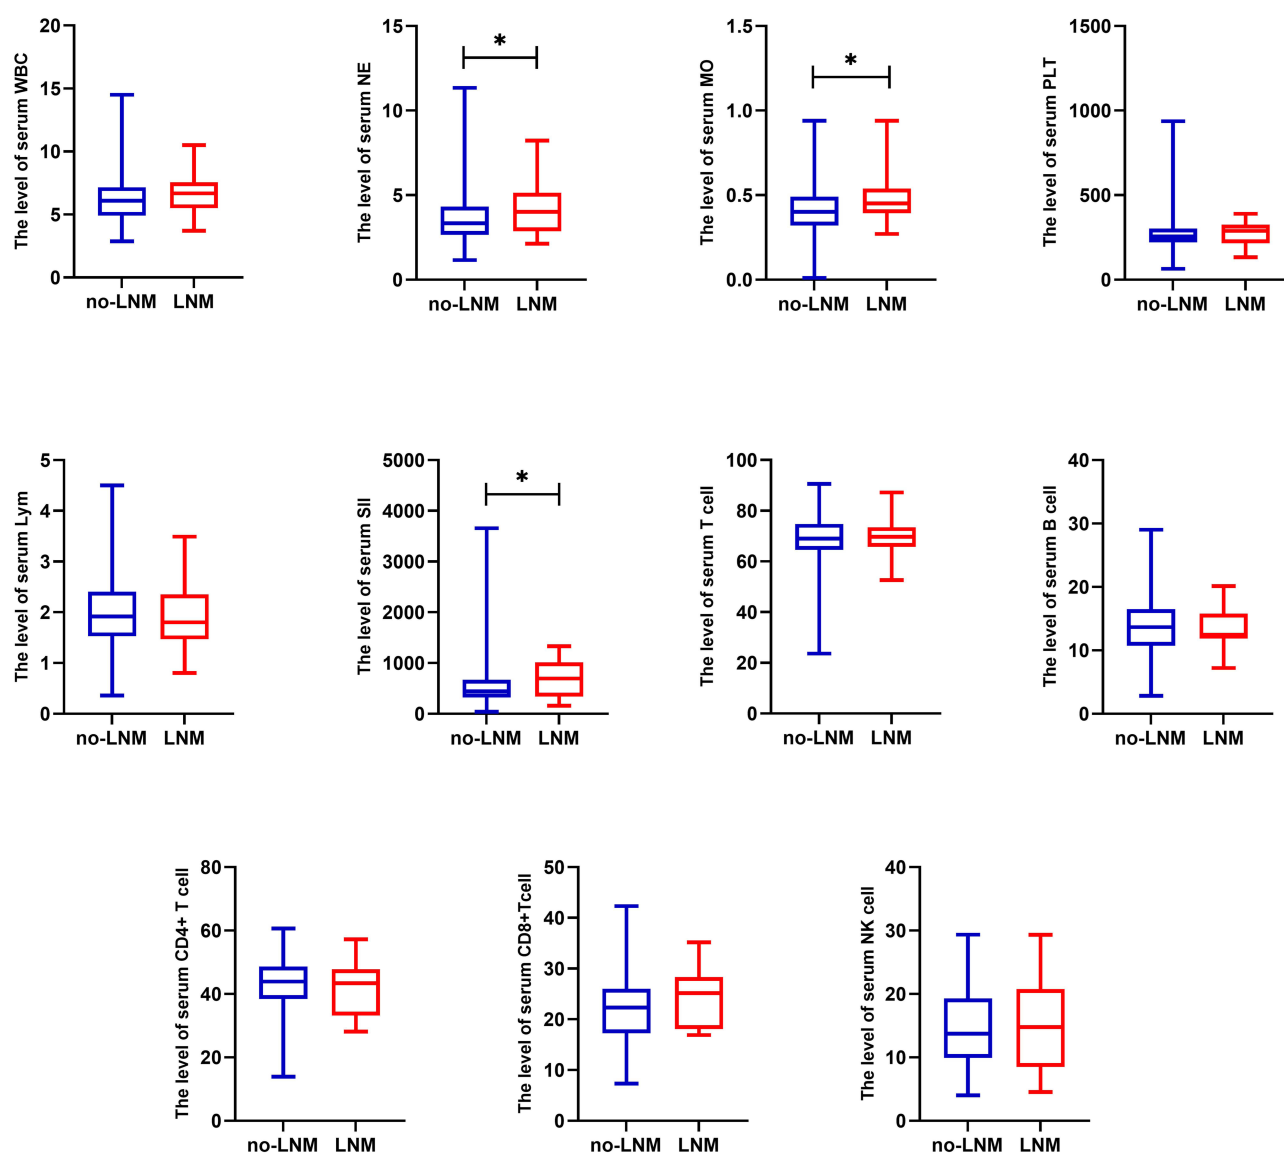 The level of serum WBC
20
15
10
5
0
no-LNM LNM
The level of serum NE
15
10
5
0
*
no-LNM LNM
The level of serum MO
1.5
1.0
0.5
0.0
*
no-LNM LNM
The level of serum PLT
1500
1000
500
0
no-LNM LNM
The level of serum Lym
5
4
3
2
1
0
no-LNM LNM
The level of serum SII
5000
4000
3000
2000
1000
0
*
no-LNM LNM
The level of serum T cell
100
80
60
40
20
0
no-LNM LNM
The level of serum B cell
40
30
20
10
0
no-LNM LNM
The level of serum CD4+ T cell
80
60
40
20
0
no-LNM LNM
The level of serum CD8+Tcell
50
40
30
20
10
0
no-LNM LNM
The level of serum NK cell
40
30
20
10
0
no-LNM LNM